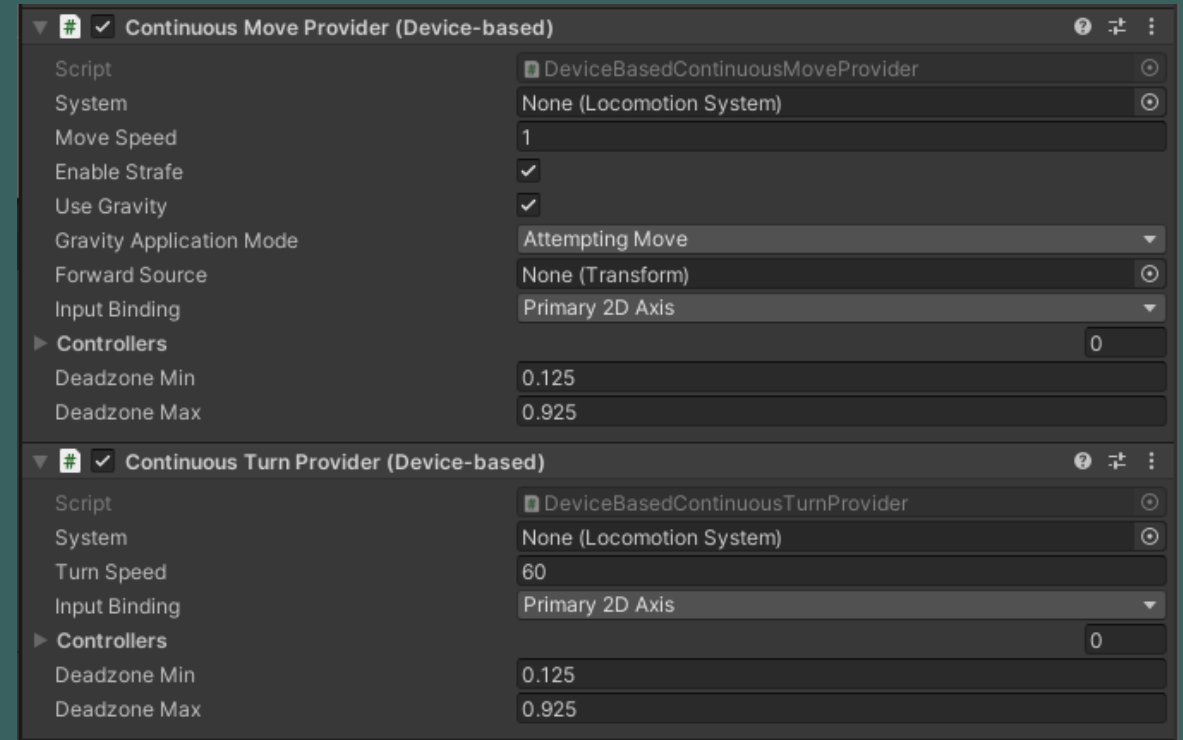 Continuous Move Provider (Device-based)
Script DeviceBasedContinuousMoveProvider
System None (Locomotion System)
Move Speed 1
Enable Strafe
Use Gravity
Gravity Application Mode Attempting Move
Forward Source None (Transform)
Input Binding Primary 2D Axis
Controllers 0
Deadzone Min 0.125
Deadzone Max 0.925
Continuous Turn Provider (Device-based)
Script DeviceBasedContinuousTurnProvider
System None (Locomotion System)
Turn Speed 60
Input Binding Primary 2D Axis
Controllers 0
Deadzone Min 0.125
Deadzone Max 0.925